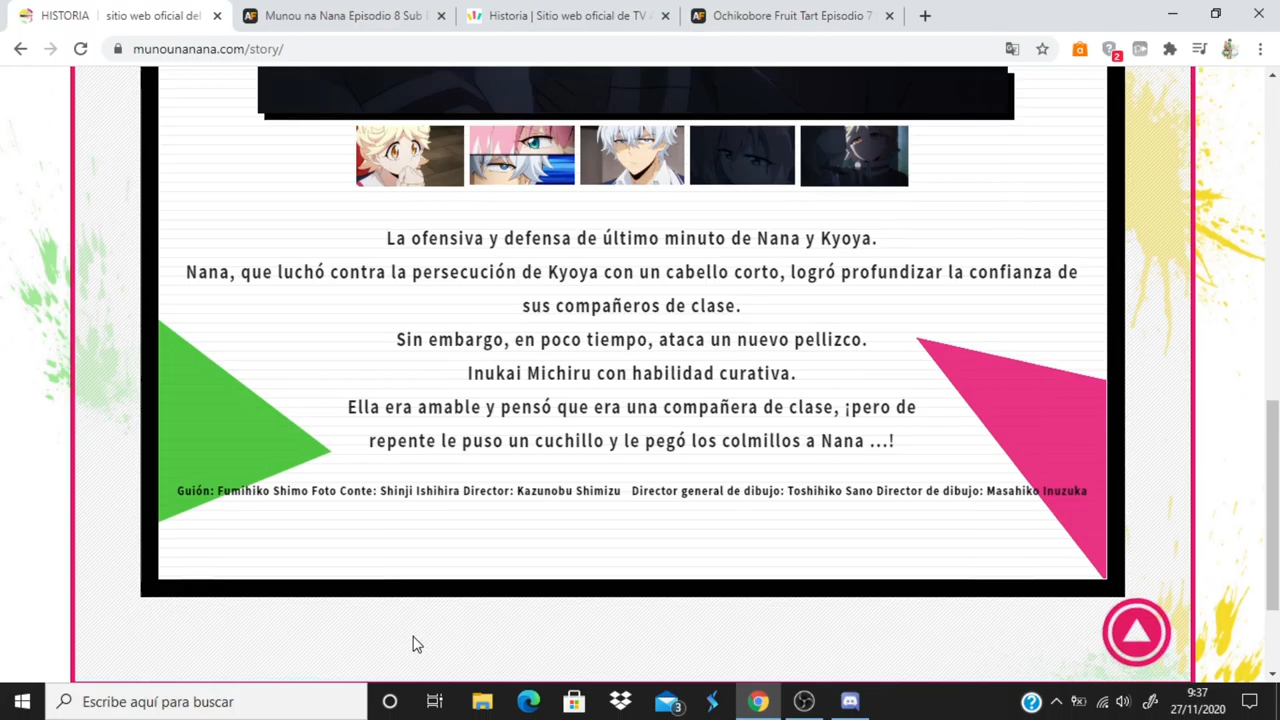 HISTORIA | sitio web oficial del
Munou na Nana Episodio 8 Sub E
Historia | Sitio web oficial de TV A
Ochikobore Fruit Tart Episodio 7
munounanana.com/story/
2
La ofensiva y defensa de último minuto de Nana y Kyoya.
Nana, que luchó contra la persecución de Kyoya con un cabello corto, logró profundizar la confianza de
sus compañeros de clase.
Sin embargo, en poco tiempo, ataca un nuevo pellizco.
Inukai Michiru con habilidad curativa.
Ella era amable y pensó que era una compañera de clase, ¡pero de
repente le puso un cuchillo y le pegó los colmillos a Nana ...!
Guión: Fumihiko Shimo Foto Conte: Shinji Ishihira Director: Kazunobu Shimizu Director general de dibujo: Toshihiko Sano Director de dibujo: Masahiko Inuzuka
Escribe aquí para buscar
3
9:37
27/11/2020